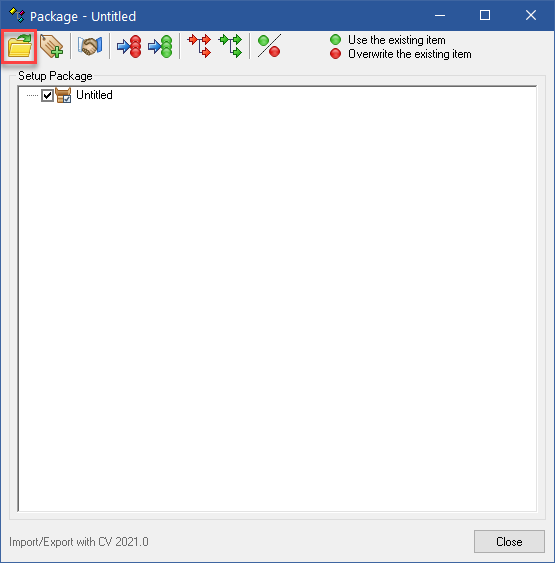 Package - Untitled
Use the existing item
Overwrite the existing item
Setup Package
Untitled
Import/Export with CV 2021.0
Close